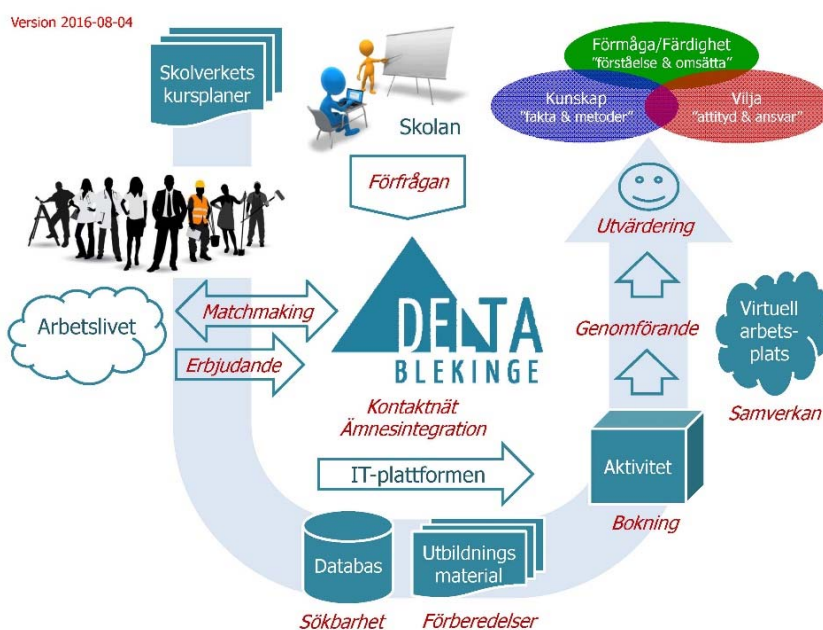 Version 2016-08-04
Skolverkets
kursplaner
Skolan
Förfrågan
Förmåga/Färdighet
"förståelse & omsätta"
Kunskap
"fakta & metoder"
Vilja
"attityd & ansvar"
Utvärdering
Arbetslivet
Matchmaking
Erbjudande
DELTA
BLEKINGE
Kontaktnät
Ämnesintegration
Genomförande
Virtuell
arbets-
plats
Samverkan
IT-plattformen
Aktivitet
Bokning
Databas
Utbildnings
material
Sökbarhet
Förberedelser